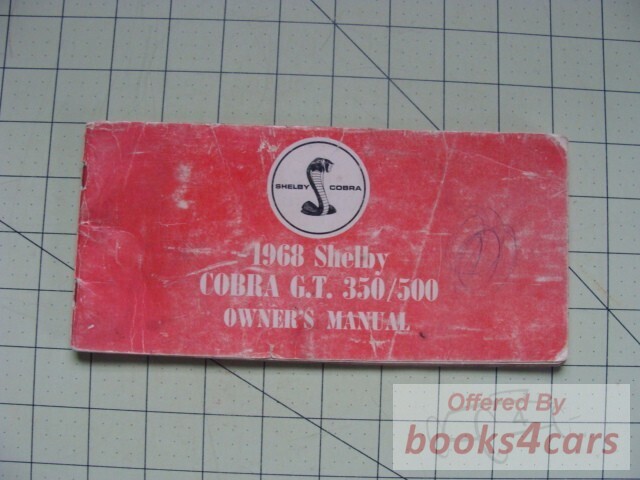 SHELBY COBRA
1968 Shelby
COBRA G.T. 350/500
OWNER'S MANUAL
Offered By
books4cars